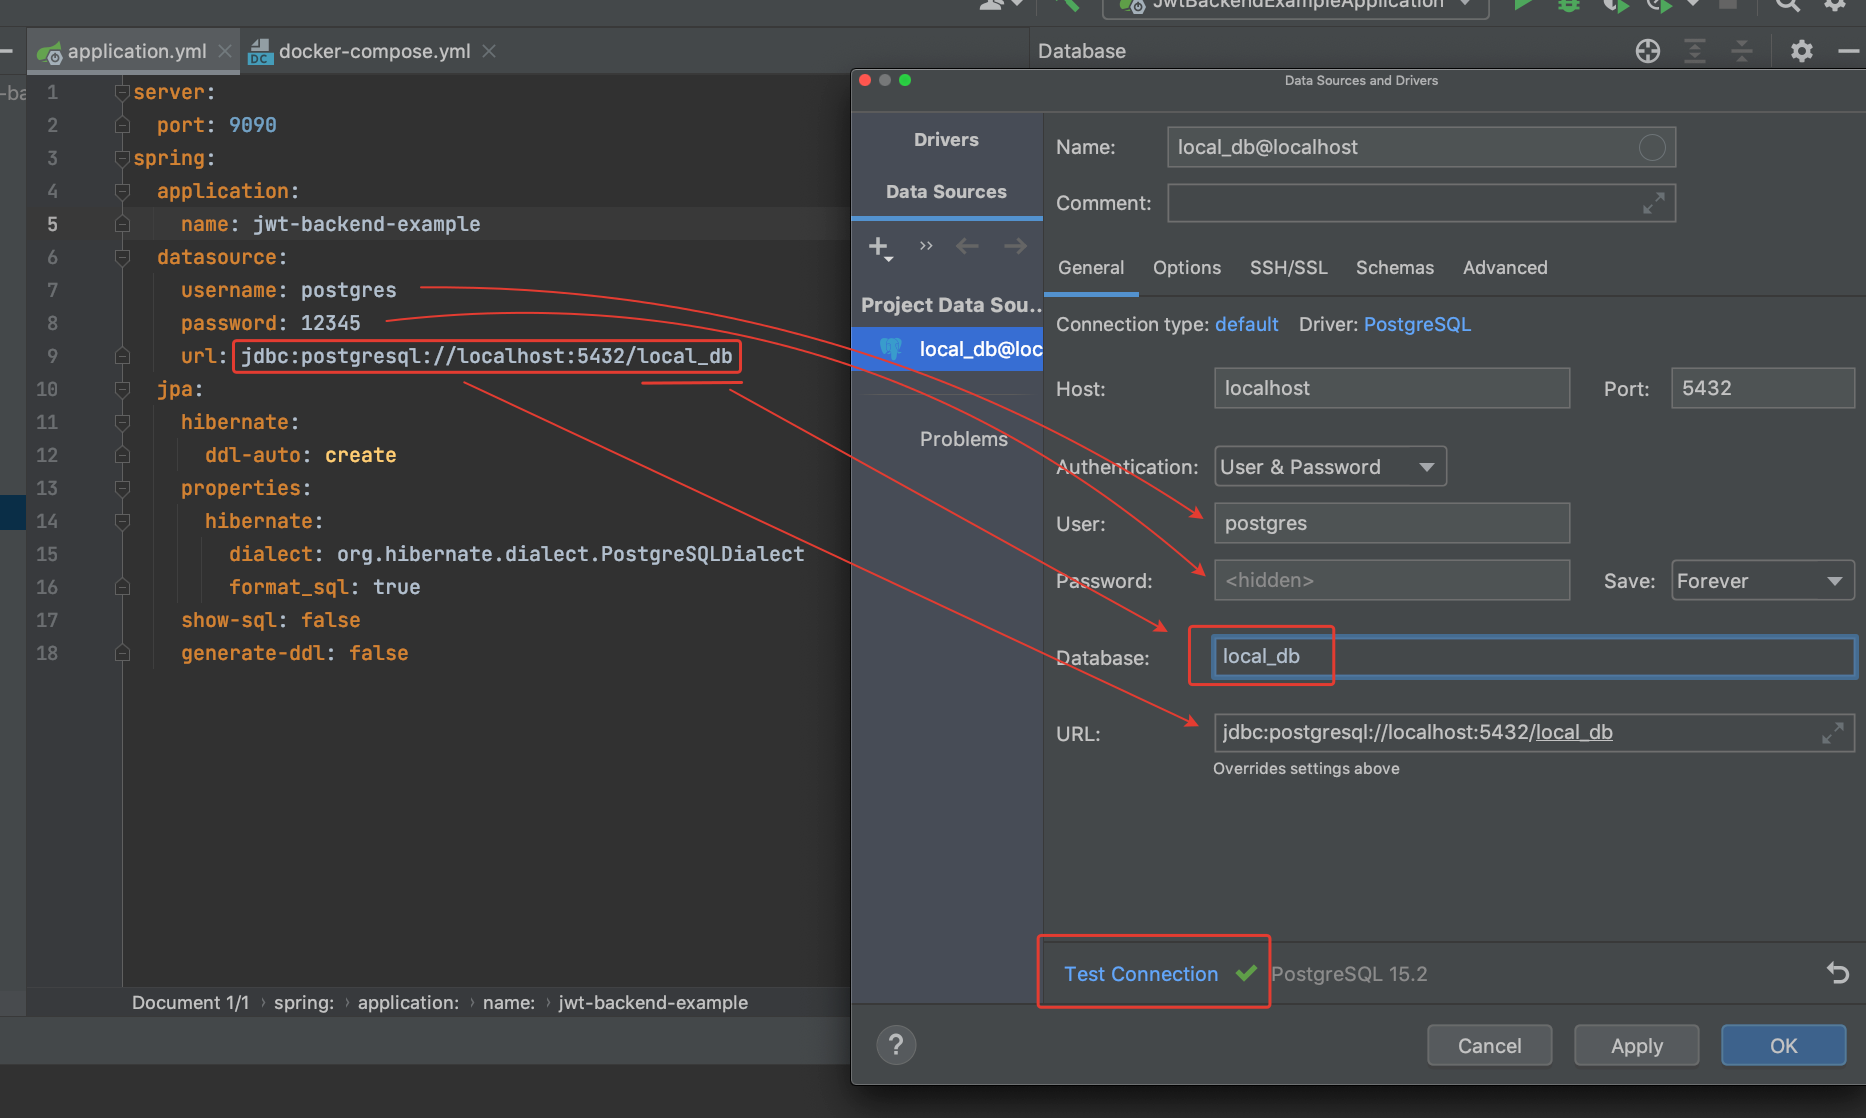 JwtBackendExampleApplication
application.yml
docker-compose.yml
Database
-ba
1 server:
2 port: 9090
3 spring:
4 application:
5 name: jwt-backend-example
6 datasource:
7 username: postgres
8 password: 12345
9 url: jdbc:postgresql://localhost:5432/local_db
10 jpa:
11 hibernate:
12 ddl-auto: create
13 properties:
14 hibernate:
15 dialect: org.hibernate.dialect.PostgreSQLDialect
16 format_sql: true
17 show-sql: false
18 generate-ddl: false
Document 1/1 › spring: › application: › name: › jwt-backend-example
Data Sources and Drivers
Drivers
Data Sources
Project Data Sou..
local_db@loc
Problems
Name: local_db@localhost
Comment:
General Options SSH/SSL Schemas Advanced
Connection type: default Driver: PostgreSQL
Host: localhost Port: 5432
Authentication: User & Password
User: postgres
Password: <hidden> Save: Forever
Database: local_db
URL: jdbc:postgresql://localhost:5432/local_db
Overrides settings above
Test Connection PostgreSQL 15.2
? Cancel Apply OK
DC